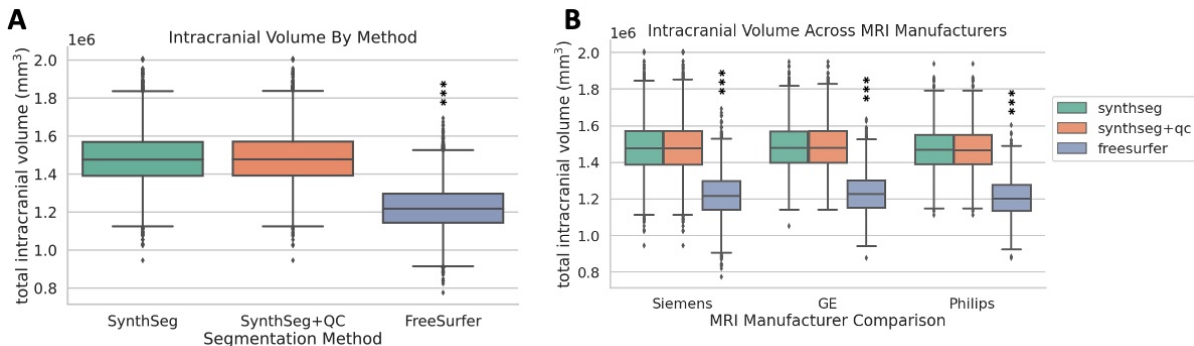 A
Intracranial Volume By Method
1e6
total intracranial volume (mm³)
2.0
1.8
1.6
1.4
1.2
1.0
0.8
***
SynthSeg SynthSeg+QC FreeSurfer
Segmentation Method
B
Intracranial Volume Across MRI Manufacturers
1e6
total intracranial volume (mm³)
2.0
1.8
1.6
1.4
1.2
1.0
0.8
***
***
***
Siemens GE Philips
MRI Manufacturer Comparison
synthseg
synthseg+qc
freesurfer